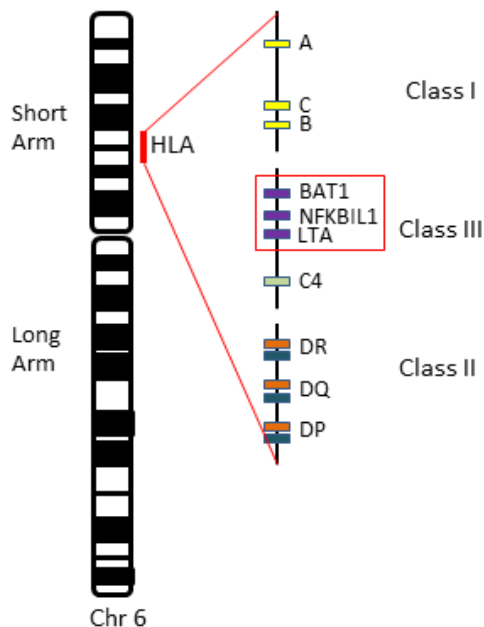 Short
Arm
HLA
Long
Arm
Chr 6
A
C
B
Class I
BAT1
NFKBIL1
LTA
Class III
C4
DR
DQ
DP
Class II